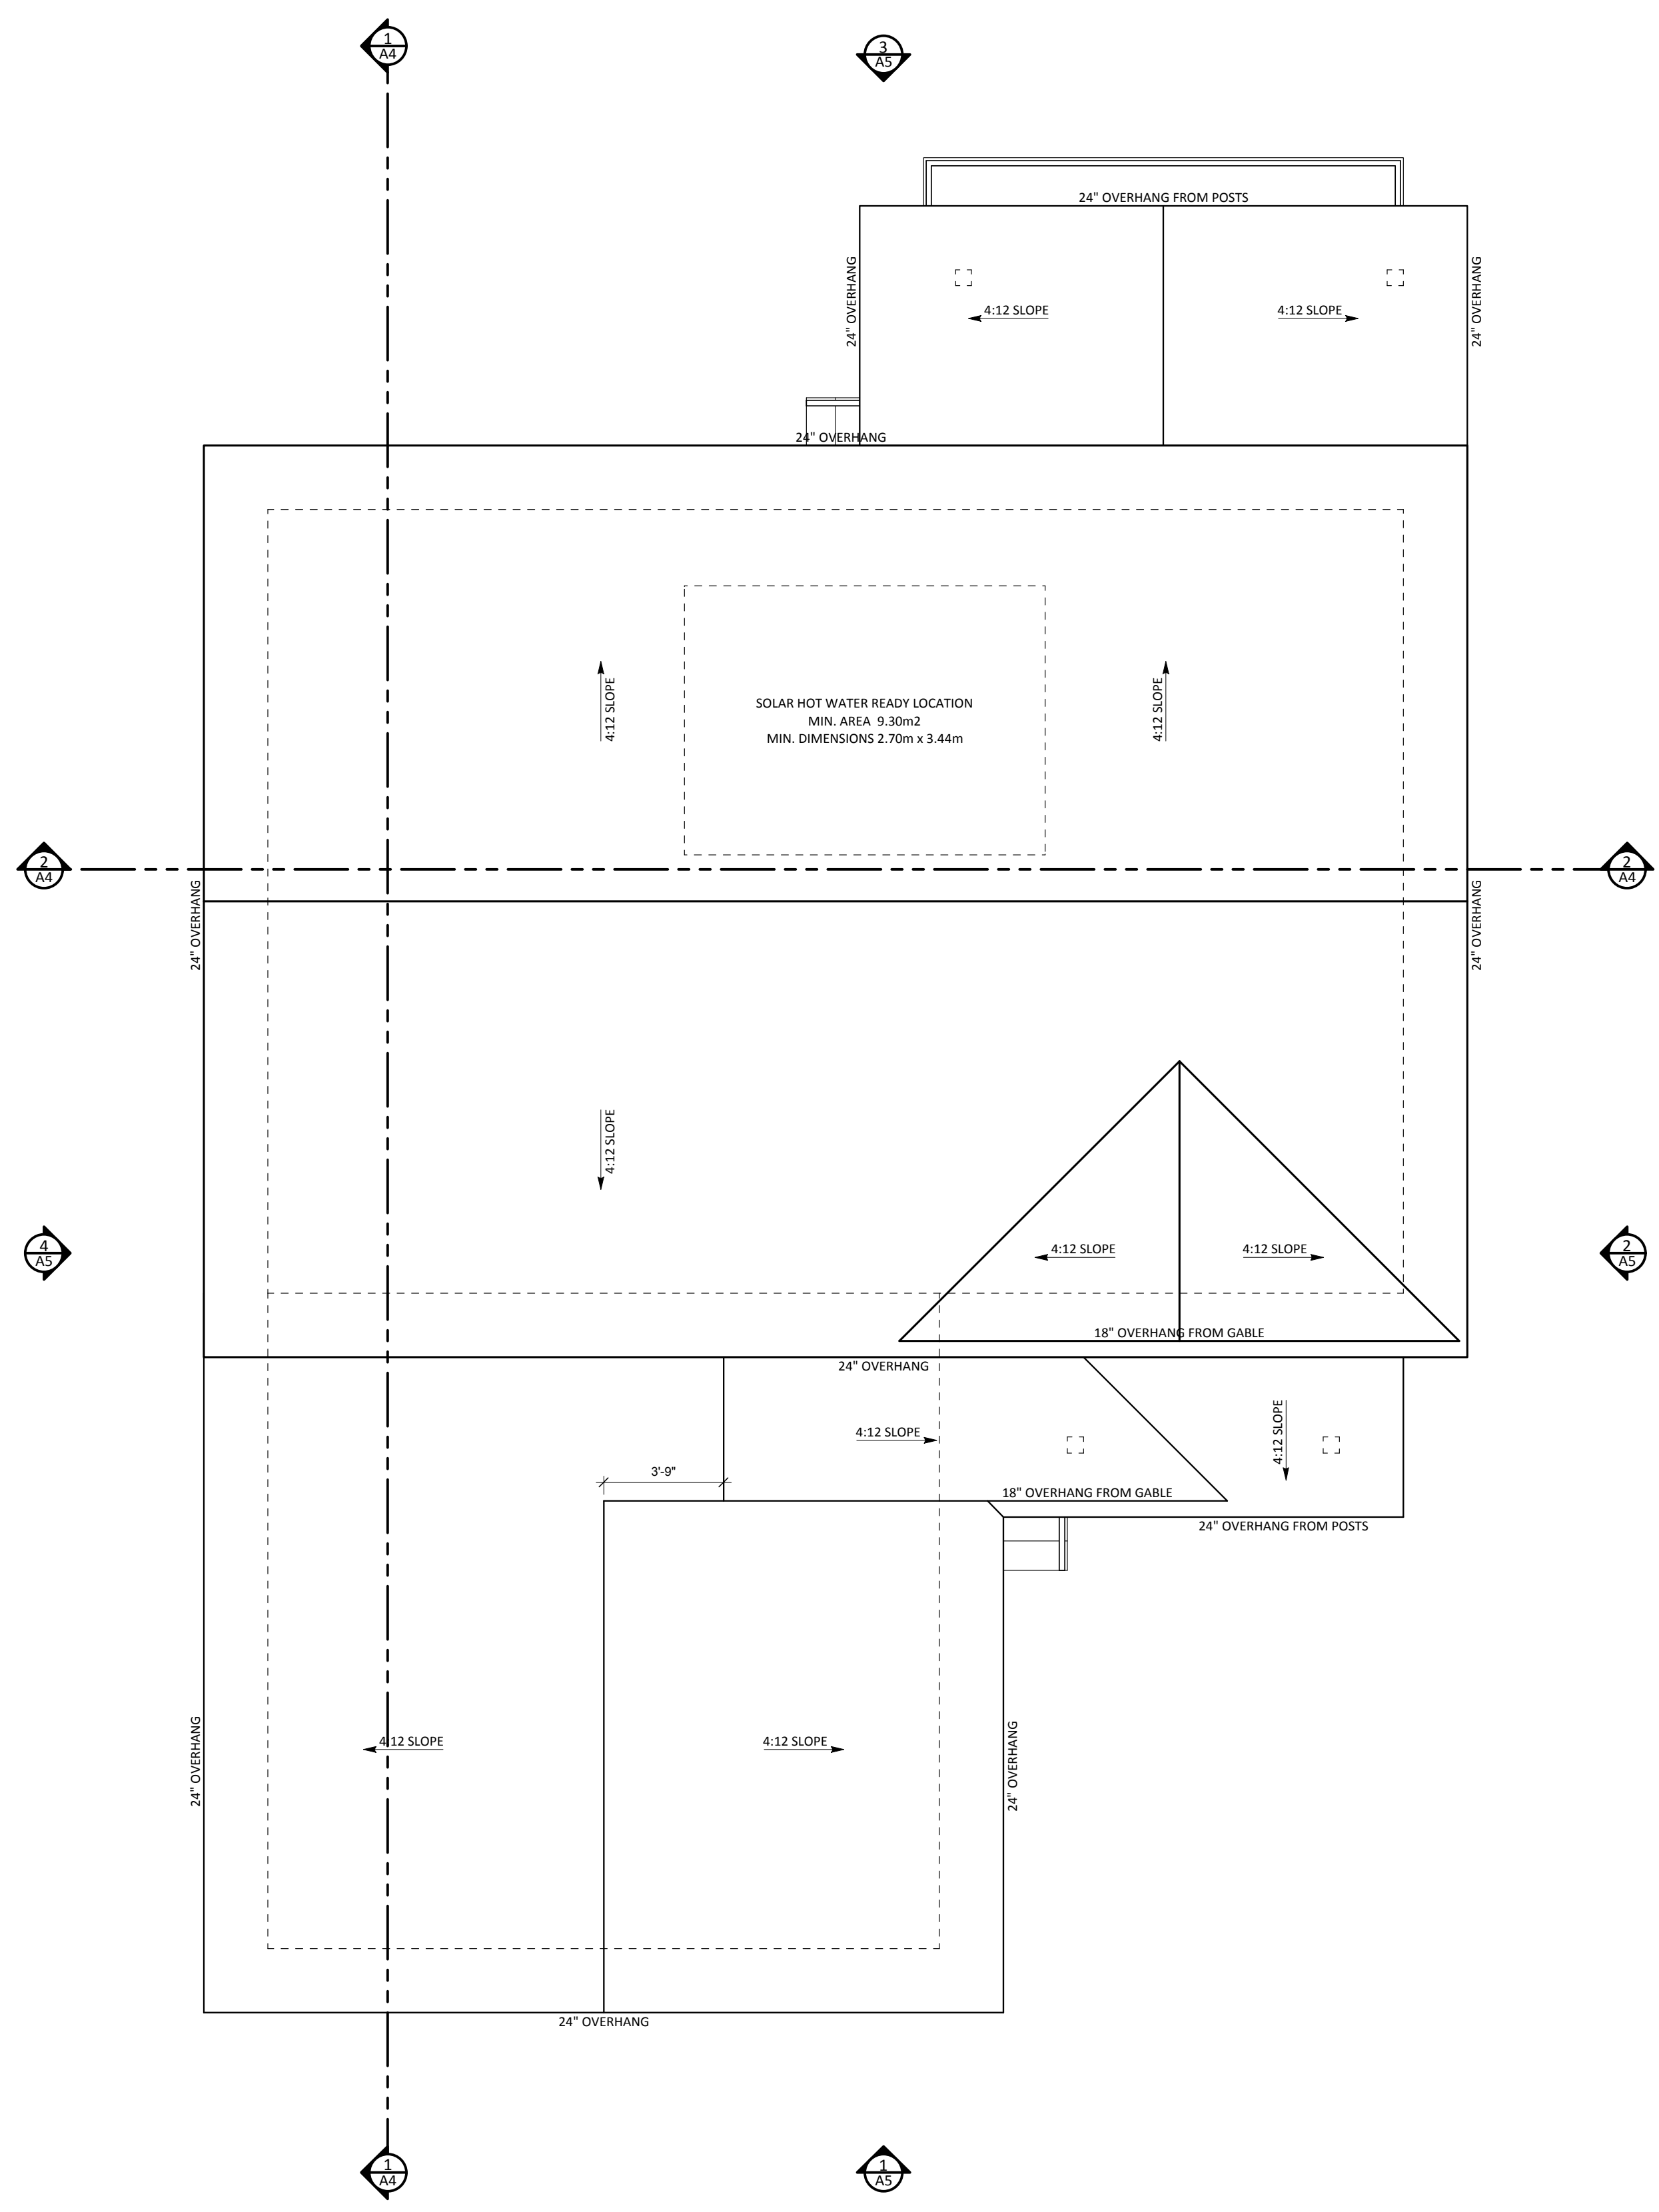 1
A4
3
A5
24" OVERHANG FROM POSTS
24" OVERHANG
24" OVERHANG
4:12 SLOPE
4:12 SLOPE
24" OVERHANG
4:12 SLOPE
4:12 SLOPE
SOLAR HOT WATER READY LOCATION
MIN. AREA 9.30m2
MIN. DIMENSIONS 2.70m x 3.44m
2
A4
2
A4
24" OVERHANG
24" OVERHANG
4:12 SLOPE
4
A5
4:12 SLOPE
4:12 SLOPE
2
A5
18" OVERHANG FROM GABLE
24" OVERHANG
4:12 SLOPE
4:12 SLOPE
3'-9"
18" OVERHANG FROM GABLE
24" OVERHANG FROM POSTS
24" OVERHANG
4:12 SLOPE
4:12 SLOPE
24" OVERHANG
24" OVERHANG
1
A4
1
A5